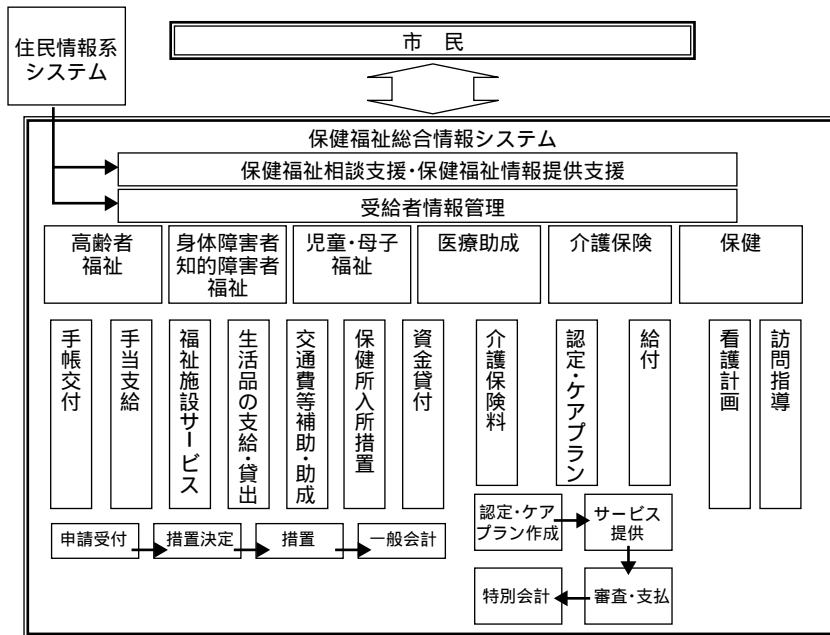 住民情報系
システム
市 民
保健福祉総合情報システム
保健福祉相談支援・保健福祉情報提供支援
受給者情報管理
高齢者
福祉
身体障害者
知的障害者
福祉
児童・母子
福祉
医療助成
介護保険
保健
手帳交付
手当支給
福祉施設サービス
生活品の支給・貸出
交通費等補助・助成
保健所入所措置
資金貸付
介護保険料
認定・ケアプラン
給付
看護計画
訪問指導
申請受付
措置決定
措置
一般会計
認定・ケア
プラン作成
サービス
提供
特別会計
審査・支払